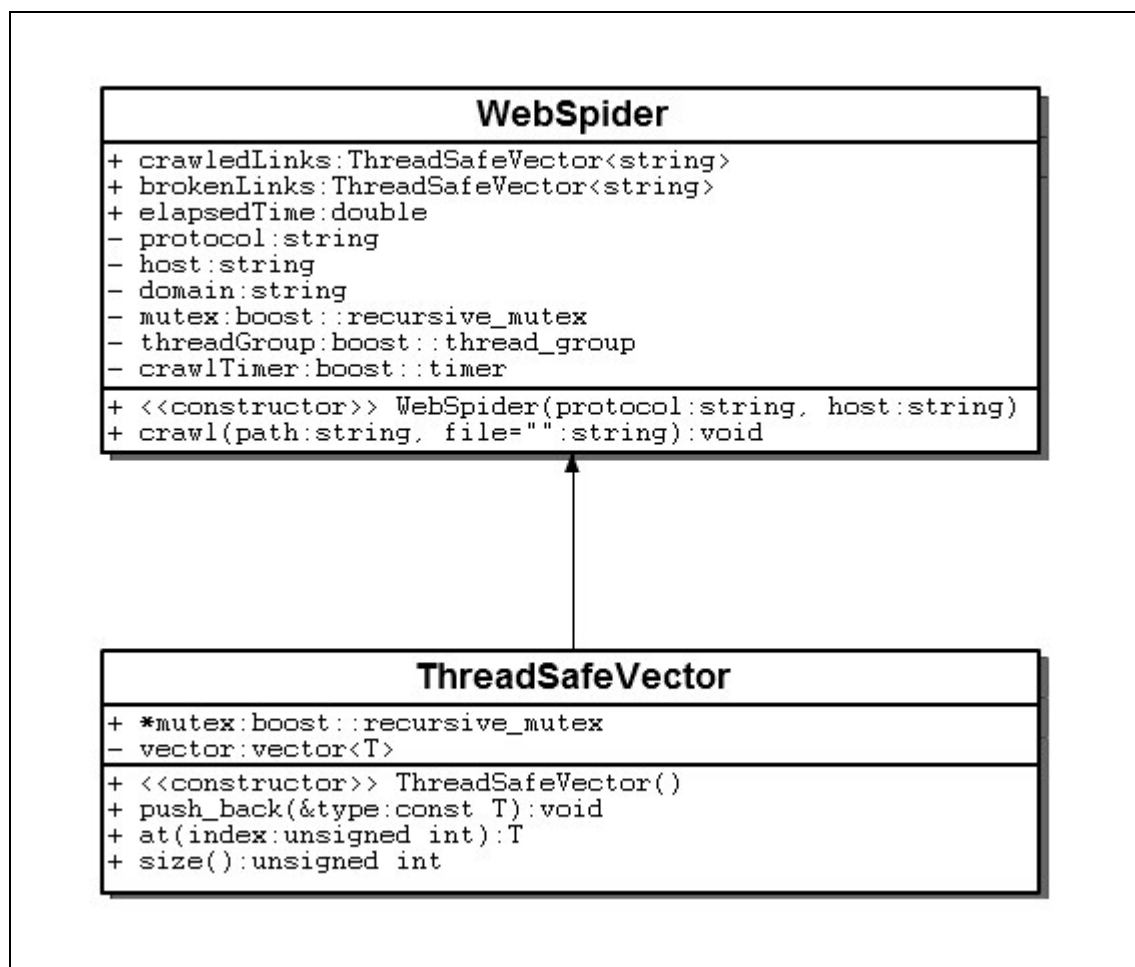 WebSpider
+ crawledLinks:ThreadSafeVector<string>
+ brokenLinks:ThreadSafeVector<string>
+ elapsedTime:double
- protocol:string
- host:string
- domain:string
- mutex:boost::recursive_mutex
- threadGroup:boost::thread_group
- crawlTimer:boost::timer
+ <<constructor>> WebSpider(protocol:string, host:string)
+ crawl(path:string, file="":string):void
ThreadSafeVector
+ *mutex:boost::recursive_mutex
- vector:vector<T>
+ <<constructor>> ThreadSafeVector()
+ push_back(&type:const T):void
+ at(index:unsigned int):T
+ size():unsigned int